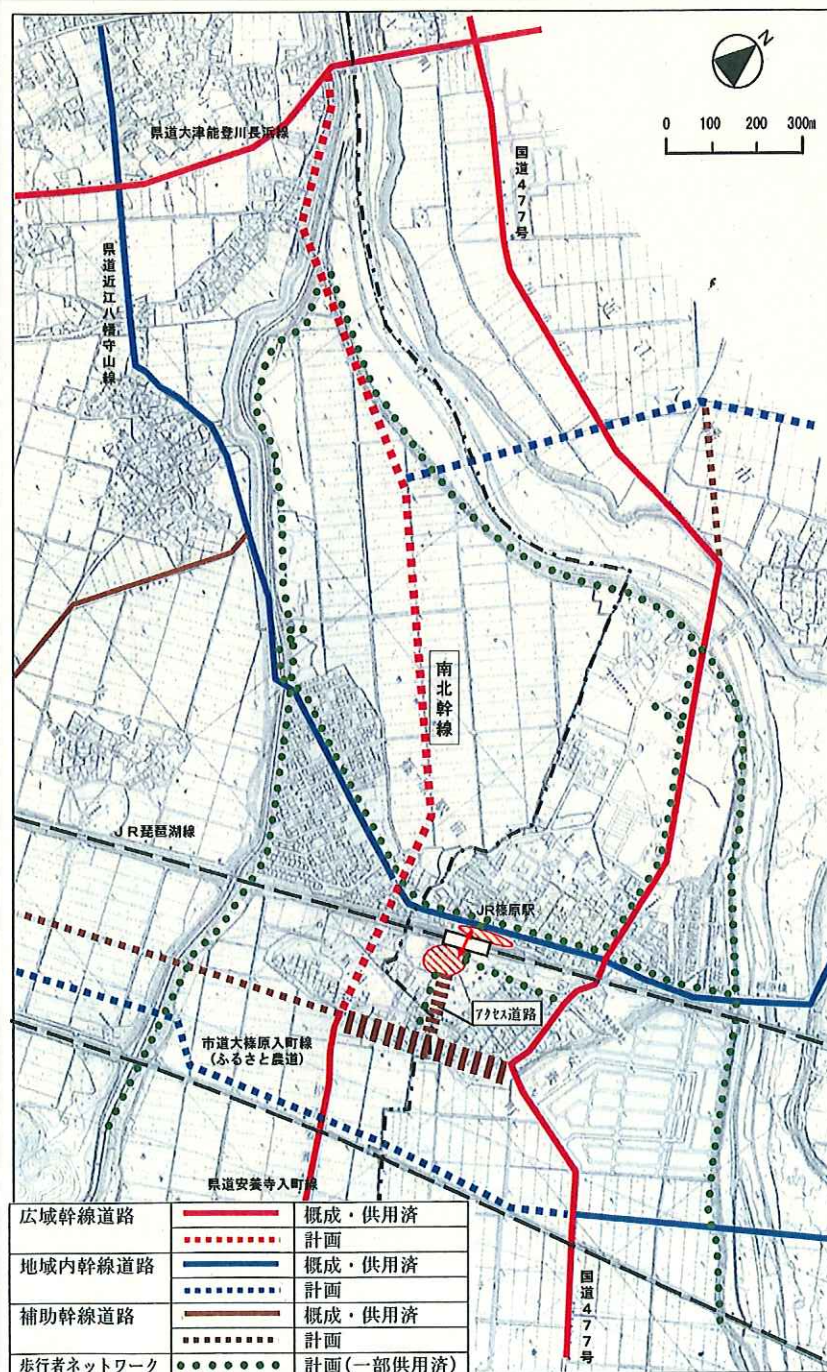 N
0 100 200 300m
県道大津能登川長浜線
国道477号
県道近江八幡守山線
南北幹線
JR琵琶湖線
JR篠原駅
アクセス道路
市道大篠原入町線
(ふるさと農道)
県道安養寺入町線
国道477号
広域幹線道路 概成・供用済
計画
地域内幹線道路 概成・供用済
計画
補助幹線道路 概成・供用済
計画
歩行者ネットワーク 計画(一部供用済)